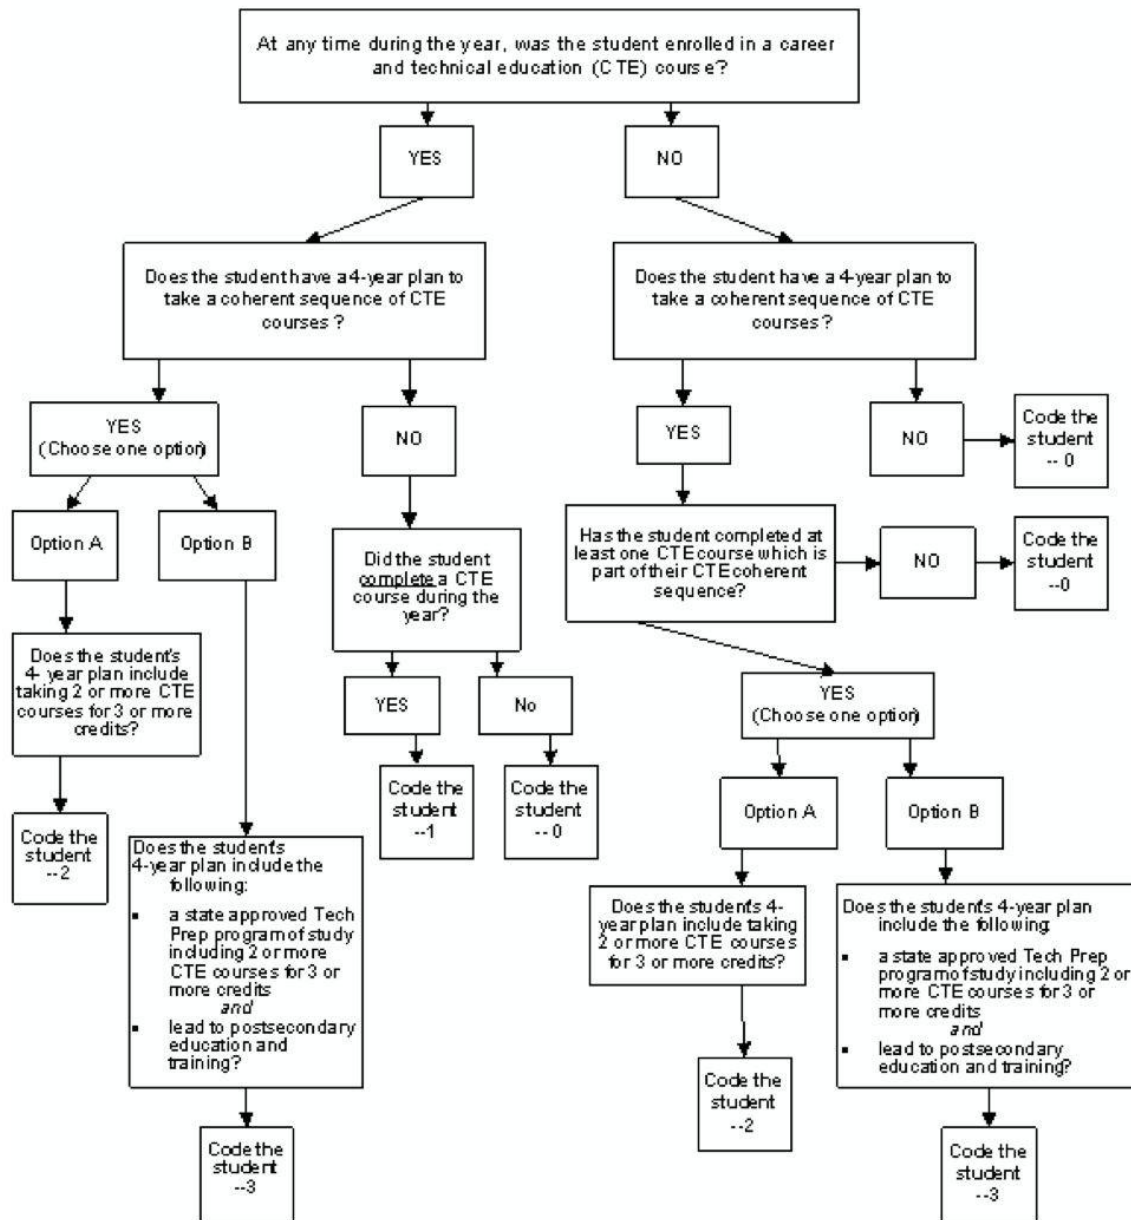 At any time during the year, was the student enrolled in a career
and technical education (CTE) course?
YES
NO
Does the student have a 4-year plan to
take a coherent sequence of CTE
courses ?
Does the student have a 4-year plan to
take a coherent sequence of CTE
courses ?
YES
(Choose one option)
NO
YES
NO
Code the
student
-- 0
Option A
Option B
Did the student
complete a CTE
course during the
year?
Has the student completed at
least one CTE course which is
part of their CTE coherent
sequence?
NO
Code the
student
--0
Does the student's
4- year plan include
taking 2 or more CTE
courses for 3 or more
credits?
YES
No
YES
(Choose one option)
Code the
student
--2
Code the
student
--1
Code the
student
-- 0
Option A
Option B
Does the student's
4-year plan include the
following:
▪ a state approved Tech
Prep program of study
including 2 or more
CTE courses for 3 or
more credits
and
▪ lead to postsecondary
education and
training?
Does the student's 4-
year plan include taking
2 or more CTE courses
for 3 or more credits?
Does the student's 4-year plan
include the following:
▪ a state approved Tech Prep
program of study including 2 or
more CTE courses for 3 or
more credits
and
▪ lead to postsecondary
education and training?
Code the
student
--3
Code the
student
--2
Code the
student
--3